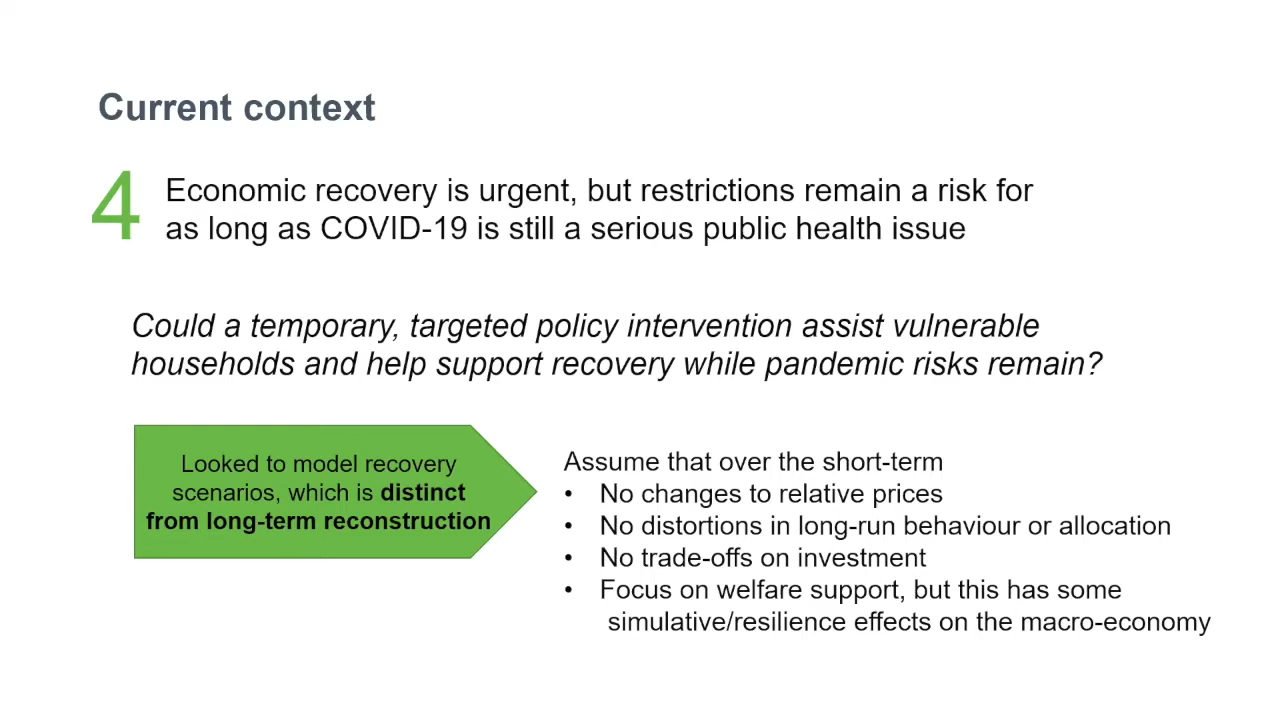 Current context
4
Economic recovery is urgent, but restrictions remain a risk for
as long as COVID-19 is still a serious public health issue
Could a temporary, targeted policy intervention assist vulnerable
households and help support recovery while pandemic risks remain?
Looked to model recovery
scenarios, which is distinct
from long-term reconstruction
Assume that over the short-term
• No changes to relative prices
• No distortions in long-run behaviour or allocation
• No trade-offs on investment
• Focus on welfare support, but this has some
simulative/resilience effects on the macro-economy